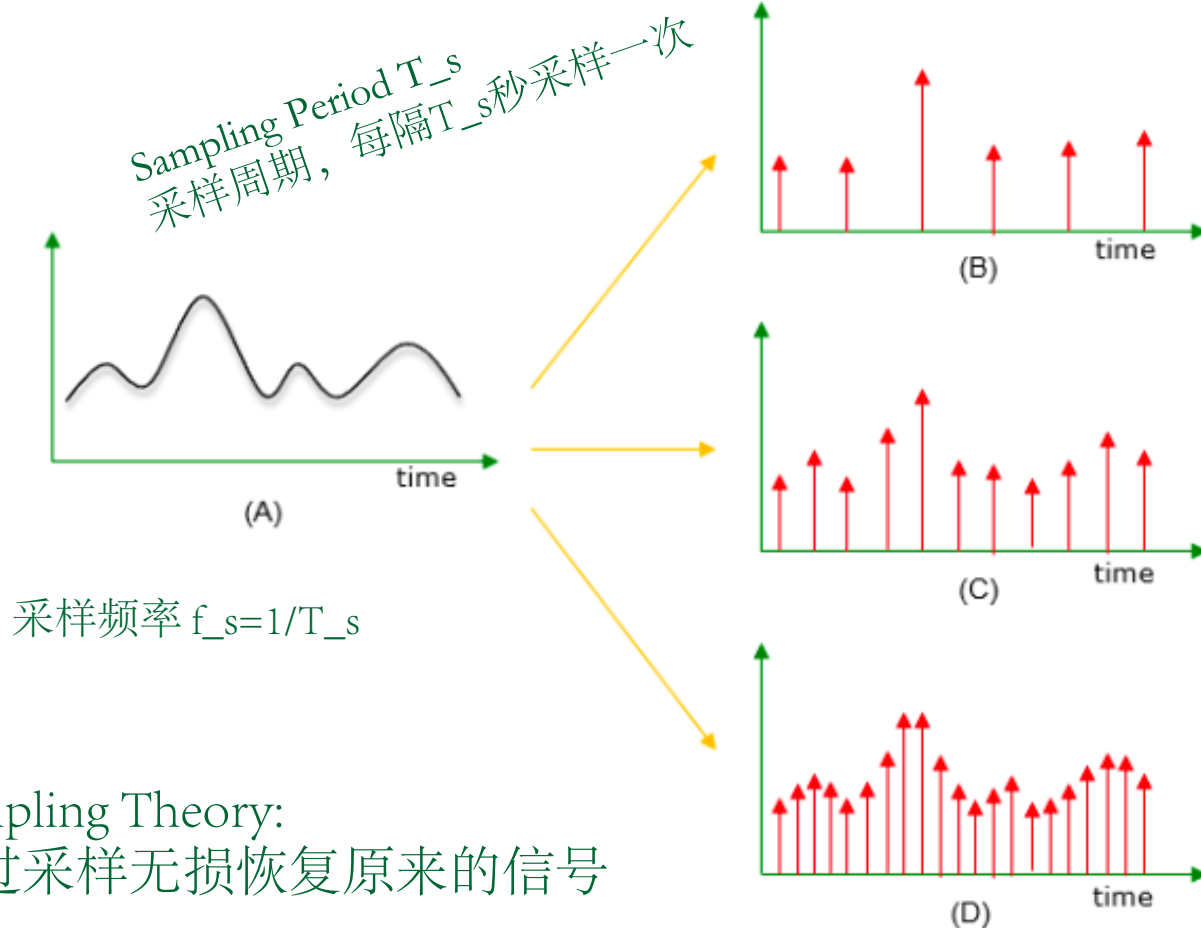 Sampling Period T_s
采样周期，每隔T_s秒采样一次
time
(B)
time
(A)
time
(C)
采样频率 f_s=1/T_s
pling Theory:
过采样无损恢复原来的信号
time
(D)